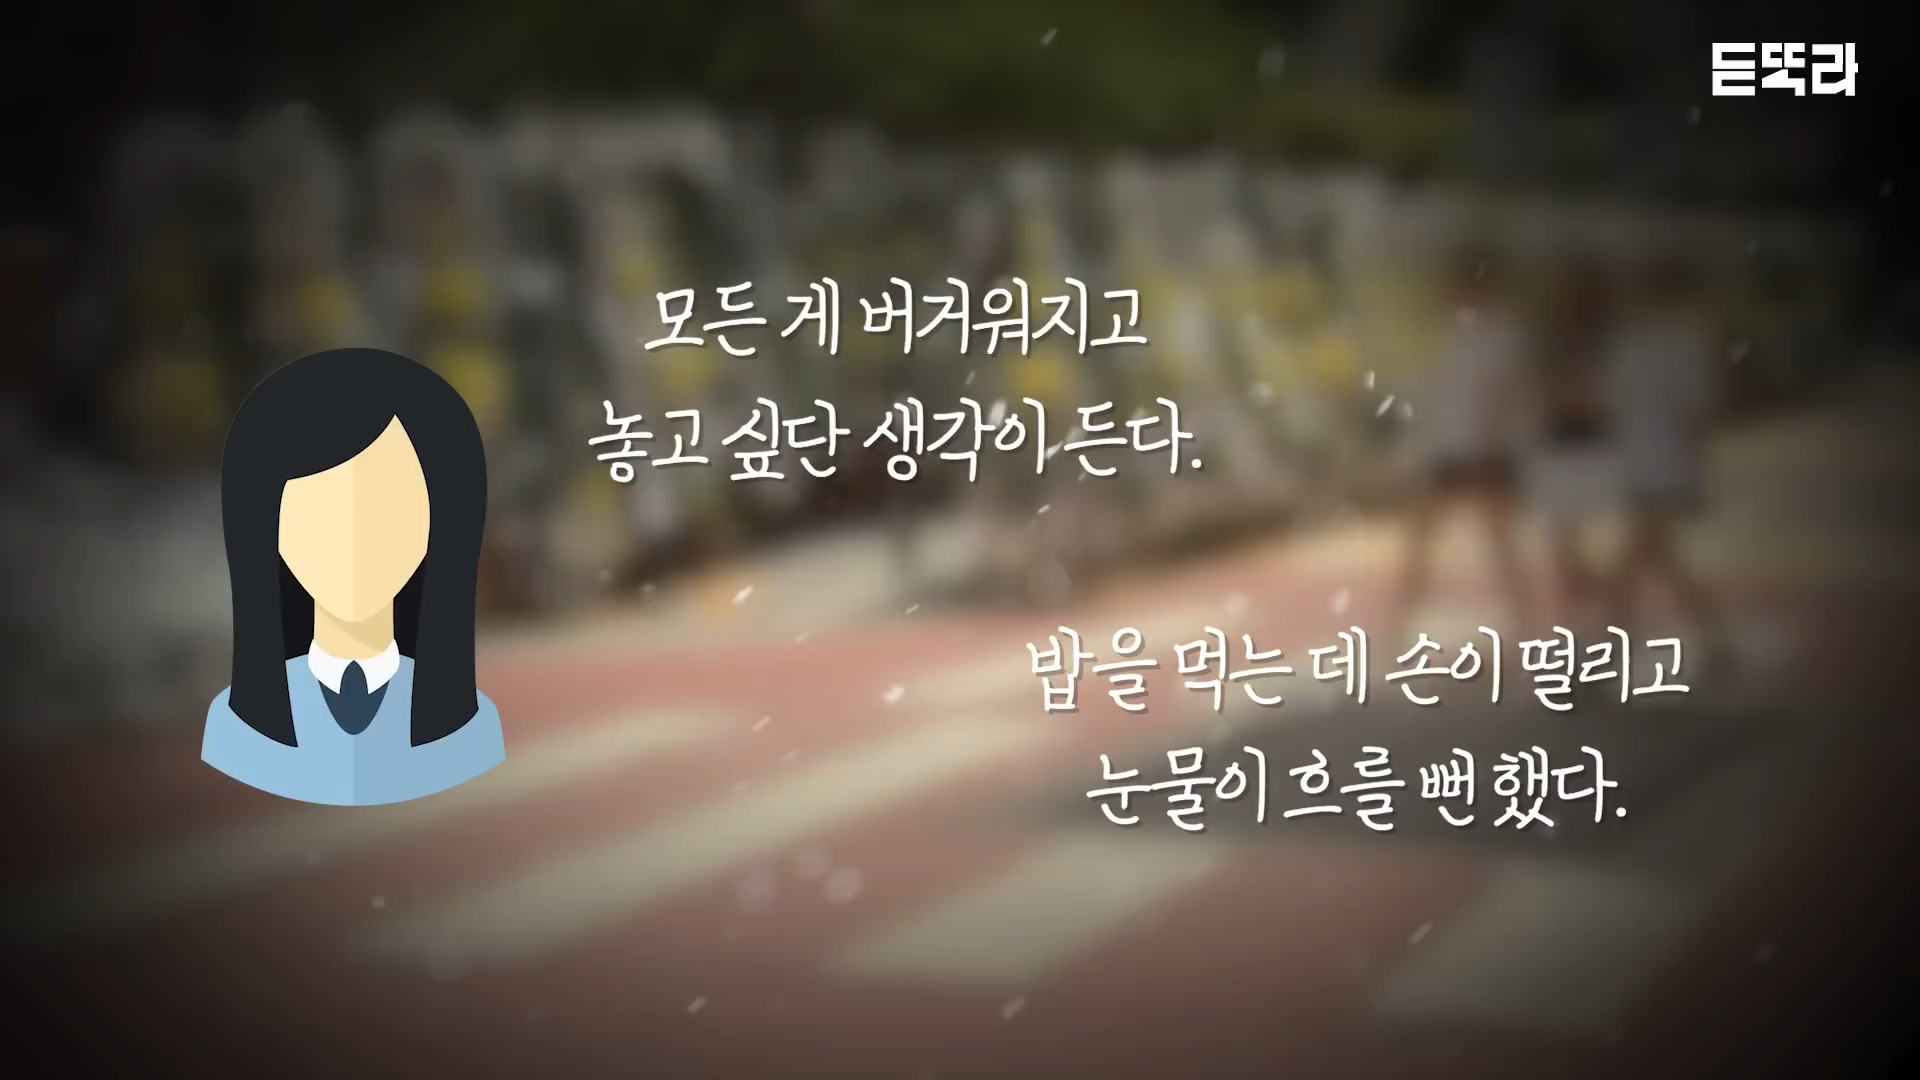 듣똑라
모든 게 버거워지고
놓고 싶단 생각이 든다.
밥을 먹는 데 손이 떨리고
눈물이 흐를 뻔 했다.